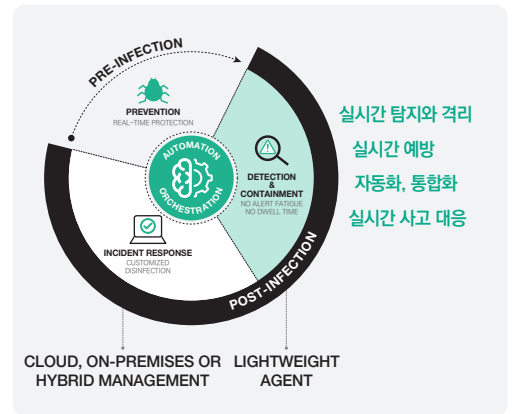 PRE-INFECTION
PREVENTION
REAL-TIME PROTECTION
AUTOMATION
ORCHESTRATION
DETECTION
&
CONTAINMENT
NO ALERT FATIGUE
NO DWELL TIME
INCIDENT RESPONSE
CUSTOMIZED
DISINFECTION
POST-INFECTION
실시간 탐지와 격리
실시간 예방
자동화, 통합화
실시간 사고 대응
CLOUD, ON-PREMISES OR
HYBRID MANAGEMENT
LIGHTWEIGHT
AGENT